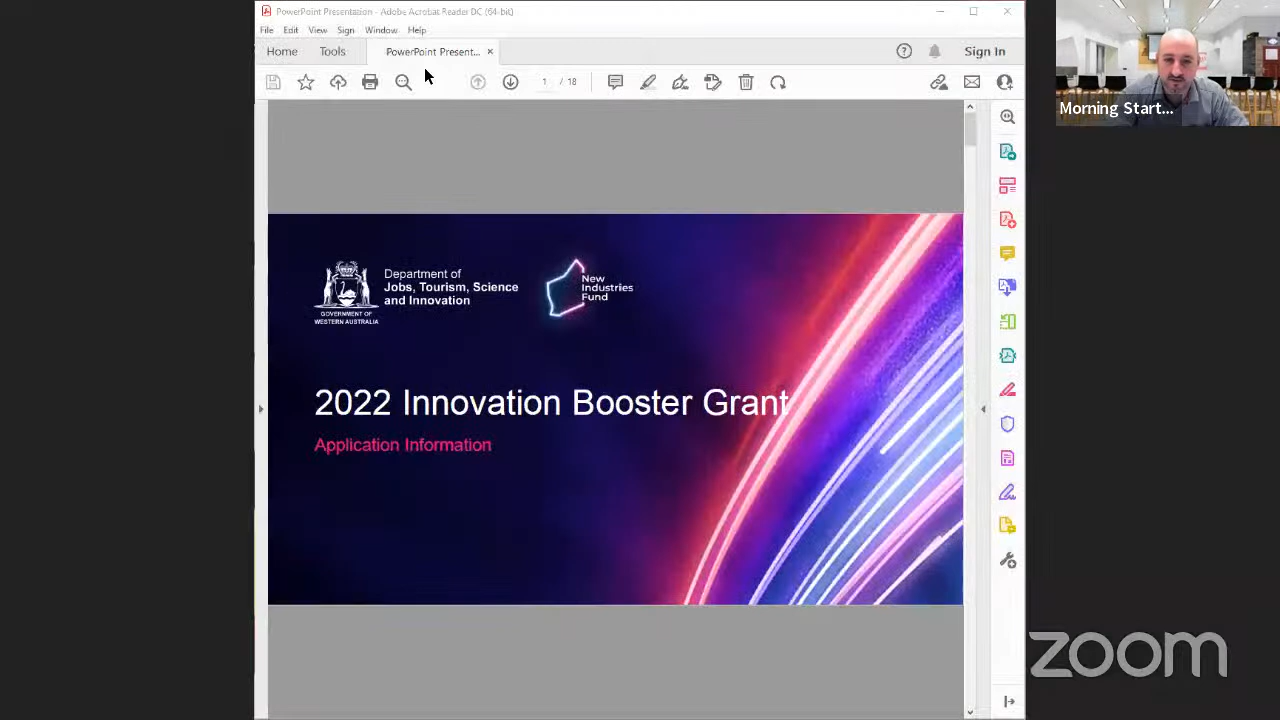 PowerPoint Presentation - Adobe Acrobat Reader DC (64-bit)
File Edit View Sign Window Help
Home Tools PowerPoint Present... × Sign In
1 / 18
Morning Start...
Department of
Jobs, Tourism, Science
and Innovation
GOVERNMENT OF
WESTERN AUSTRALIA
New
Industries
Fund
2022 Innovation Booster Grant
Application Information
zoom